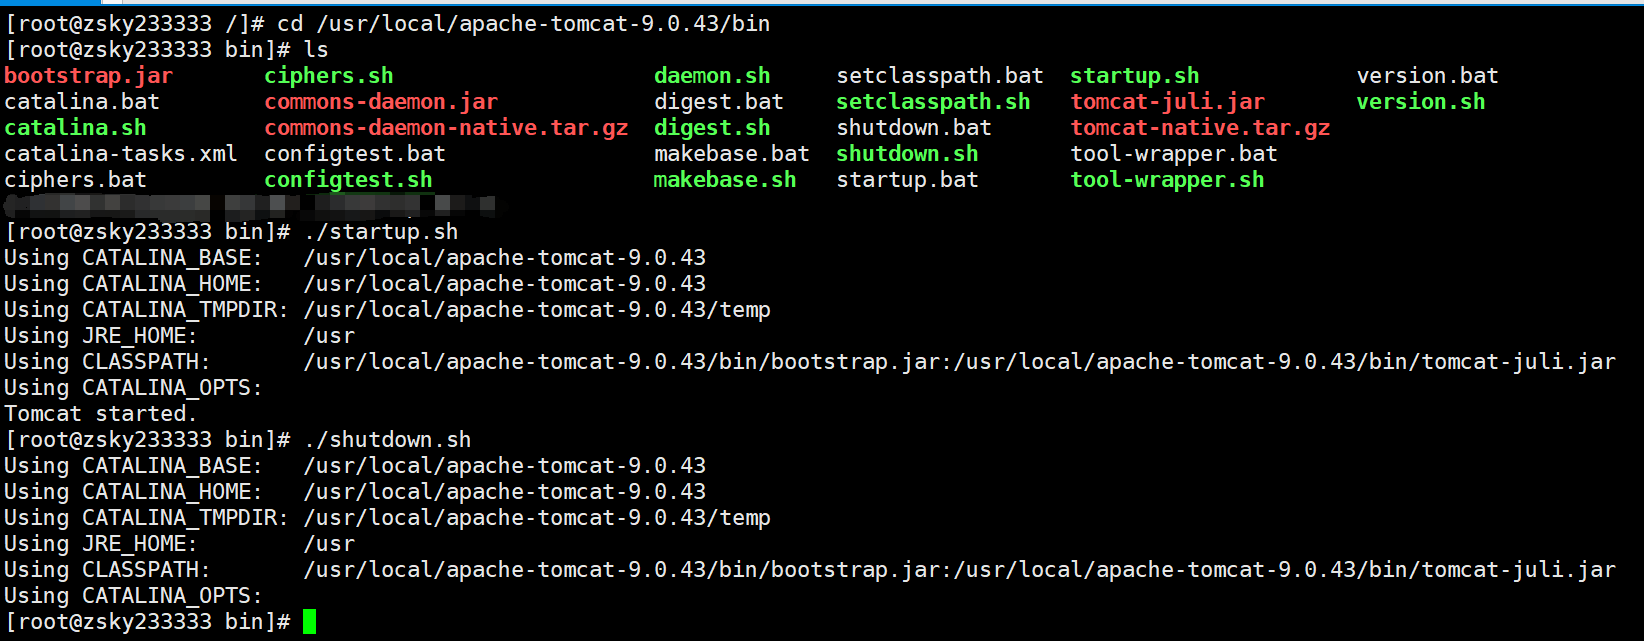 [root@zsky233333 /]# cd /usr/local/apache-tomcat-9.0.43/bin
[root@zsky233333 bin]# ls
bootstrap.jar ciphers.sh daemon.sh setclasspath.bat startup.sh version.bat
catalina.bat commons-daemon.jar digest.bat setclasspath.sh tomcat-juli.jar version.sh
catalina.sh commons-daemon-native.tar.gz digest.sh shutdown.bat tomcat-native.tar.gz
catalina-tasks.xml configtest.bat makebase.bat shutdown.sh tool-wrapper.bat
ciphers.bat configtest.sh makebase.sh startup.bat tool-wrapper.sh
[root@zsky233333 bin]# ./startup.sh
Using CATALINA_BASE: /usr/local/apache-tomcat-9.0.43
Using CATALINA_HOME: /usr/local/apache-tomcat-9.0.43
Using CATALINA_TMPDIR: /usr/local/apache-tomcat-9.0.43/temp
Using JRE_HOME: /usr
Using CLASSPATH: /usr/local/apache-tomcat-9.0.43/bin/bootstrap.jar:/usr/local/apache-tomcat-9.0.43/bin/tomcat-juli.jar
Using CATALINA_OPTS:
Tomcat started.
[root@zsky233333 bin]# ./shutdown.sh
Using CATALINA_BASE: /usr/local/apache-tomcat-9.0.43
Using CATALINA_HOME: /usr/local/apache-tomcat-9.0.43
Using CATALINA_TMPDIR: /usr/local/apache-tomcat-9.0.43/temp
Using JRE_HOME: /usr
Using CLASSPATH: /usr/local/apache-tomcat-9.0.43/bin/bootstrap.jar:/usr/local/apache-tomcat-9.0.43/bin/tomcat-juli.jar
Using CATALINA_OPTS:
[root@zsky233333 bin]#